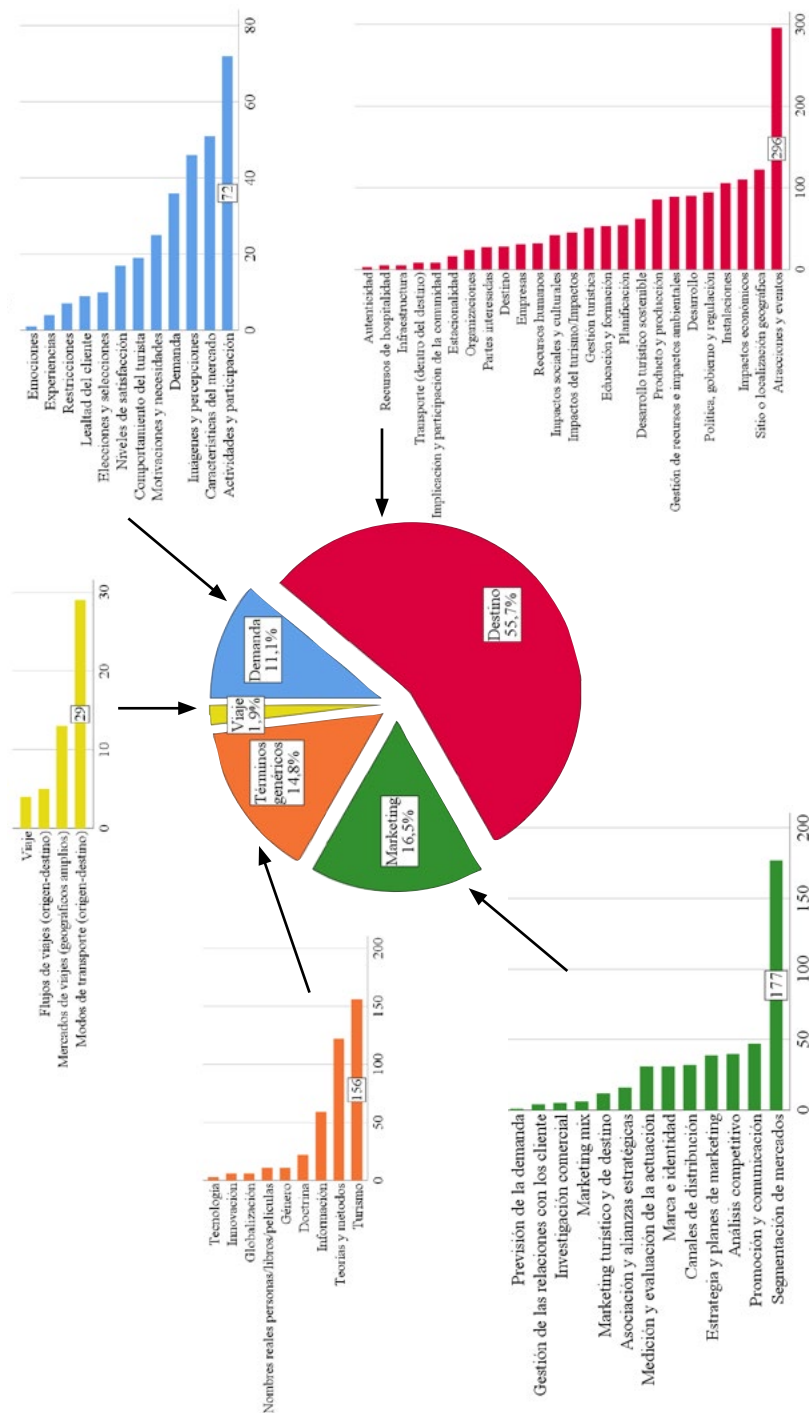 Viaje
Flujos de viajes (origen-destino)
Mercados de viajes (geográficos amplios)
Modos de transporte (origen-destino)
29
0
10
20
30
Emociones
Experiencias
Restricciones
Lealtad del cliente
Elecciones y selecciones
Niveles de satisfacción
Comportamiento del turista
Motivaciones y necesidades
Demanda
Imágenes y percepciones
Características del mercado
Actividades y participación
72
0
20
40
60
80
Tecnología
Innovación
Globalización
Nombres reales personas/libros/películas
Género
Doctrina
Información
Teorías y métodos
Turismo
156
0
50
100
150
200
Viaje
1,9%
Demanda
11,1%
Términos
genéricos
14,8%
Marketing
16,5%
Destino
55,7%
Autenticidad
Recursos de hospitalidad
Infraestructura
Transporte (dentro del destino)
Implicación y participación de la comunidad
Estacionalidad
Organizaciones
Partes interesadas
Destino
Empresas
Recursos humanos
Impactos sociales y culturales
Impactos del turismo/Impactos
Gestión turística
Educación y formación
Planificación
Desarrollo turístico sostenible
Producto y producción
Gestión de recursos e impactos ambientales
Desarrollo
Política, gobierno y regulación
Instalaciones
Impactos económicos
Sitio o localización geográfica
Atracciones y eventos
296
0
100
200
300
Previsión de la demanda
Gestión de las relaciones con los cliente
Investigación comercial
Marketing mix
Marketing turístico y de destino
Asociación y alianzas estratégicas
Medición y evaluación de la actuación
Marca e identidad
Canales de distribución
Estrategia y planes de marketing
Análisis competitivo
Promoción y comunicación
Segmentación de mercados
177
0
50
100
150
200